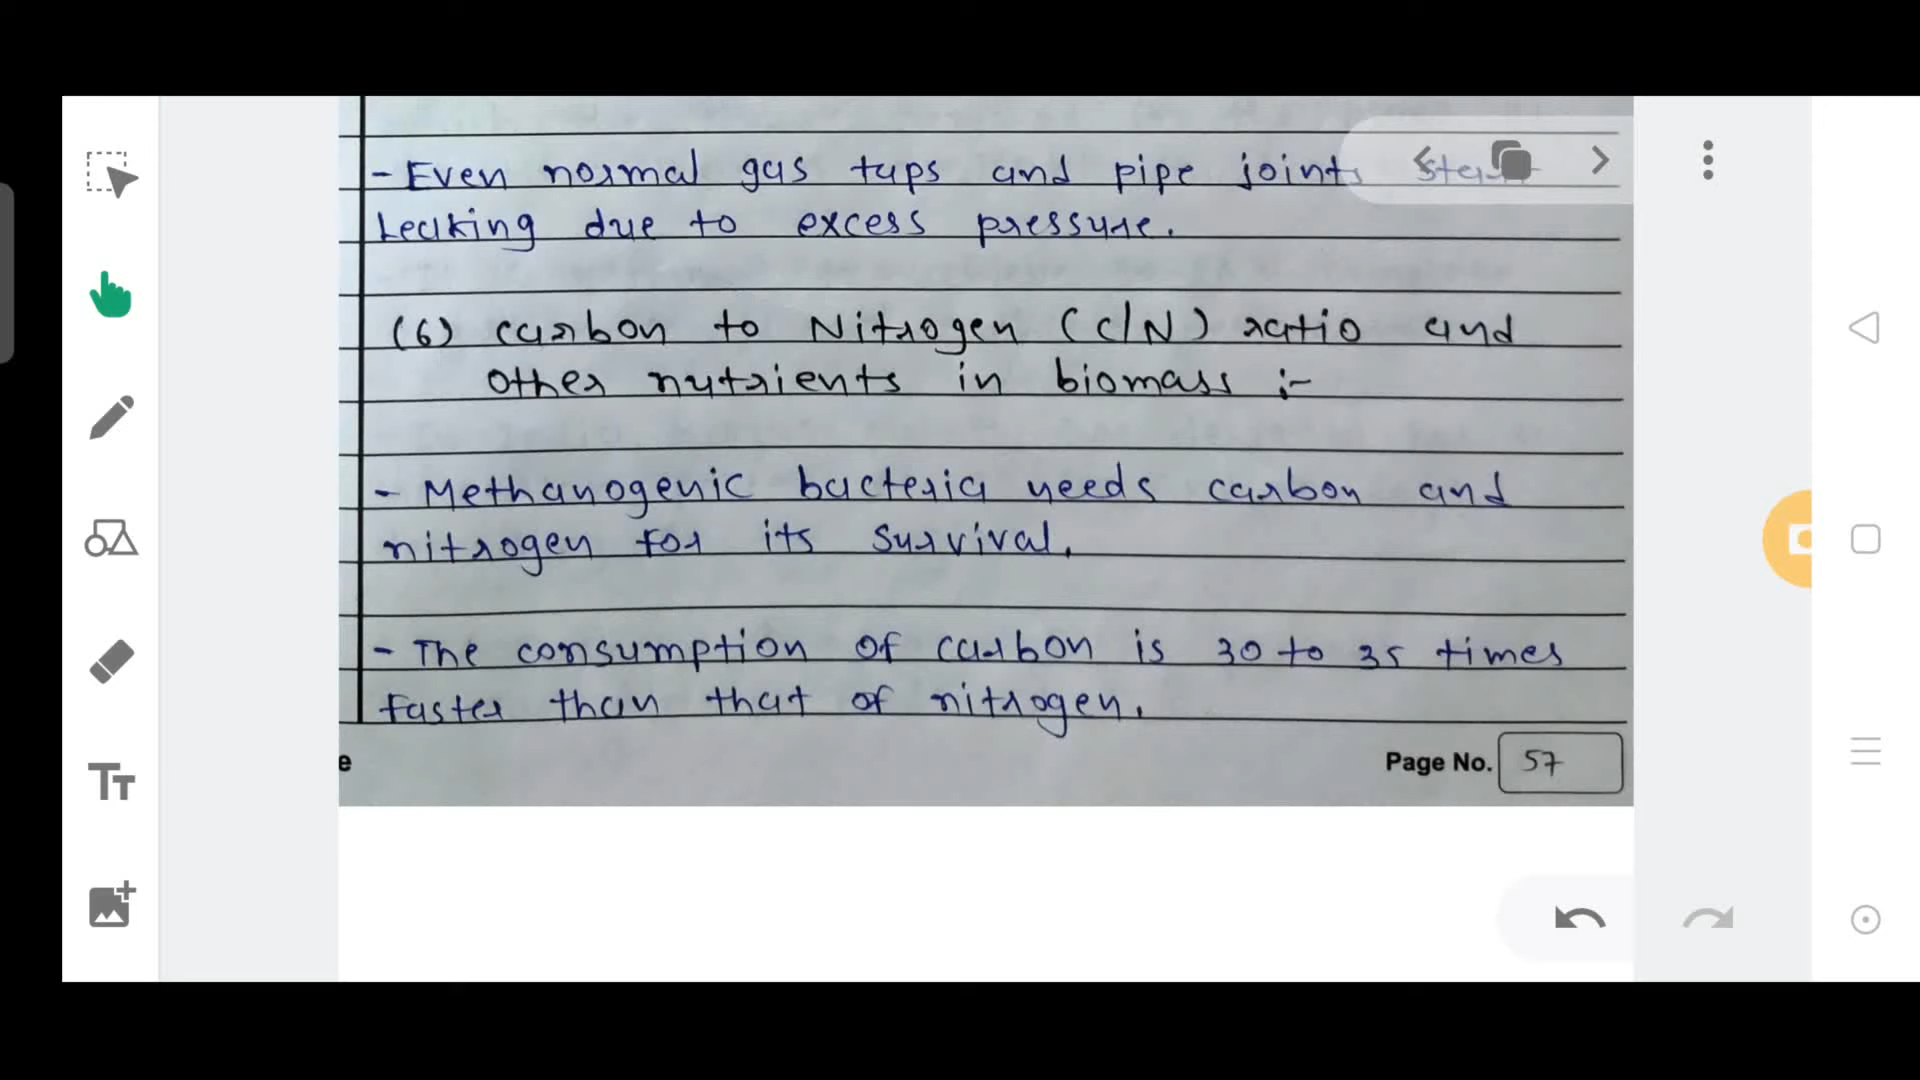 - Even normal gas taps and pipe joints start
Leaking due to excess pressure.
(6) carbon to Nitrogen (C/N) ratio and
other nutrients in biomass :-
- Methanogenic bacteria needs carbon and
nitrogen for its survival.
- The consumption of carbon is 30 to 35 times
faster than that of nitrogen.
e
Page No. 57
TT